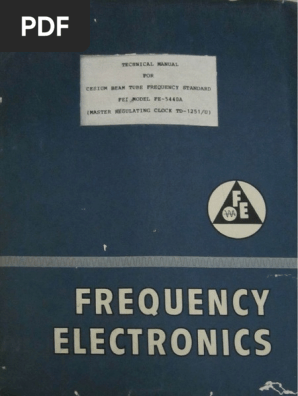 PDF
TECHNICAL MANUAL
FOR
CESIUM BEAM TUBE FREQUENCY STANDARD
FEI MODEL FE-5440A
(MASTER REGULATING CLOCK TD-1251/U)
FE
FREQUENCY
ELECTRONICS